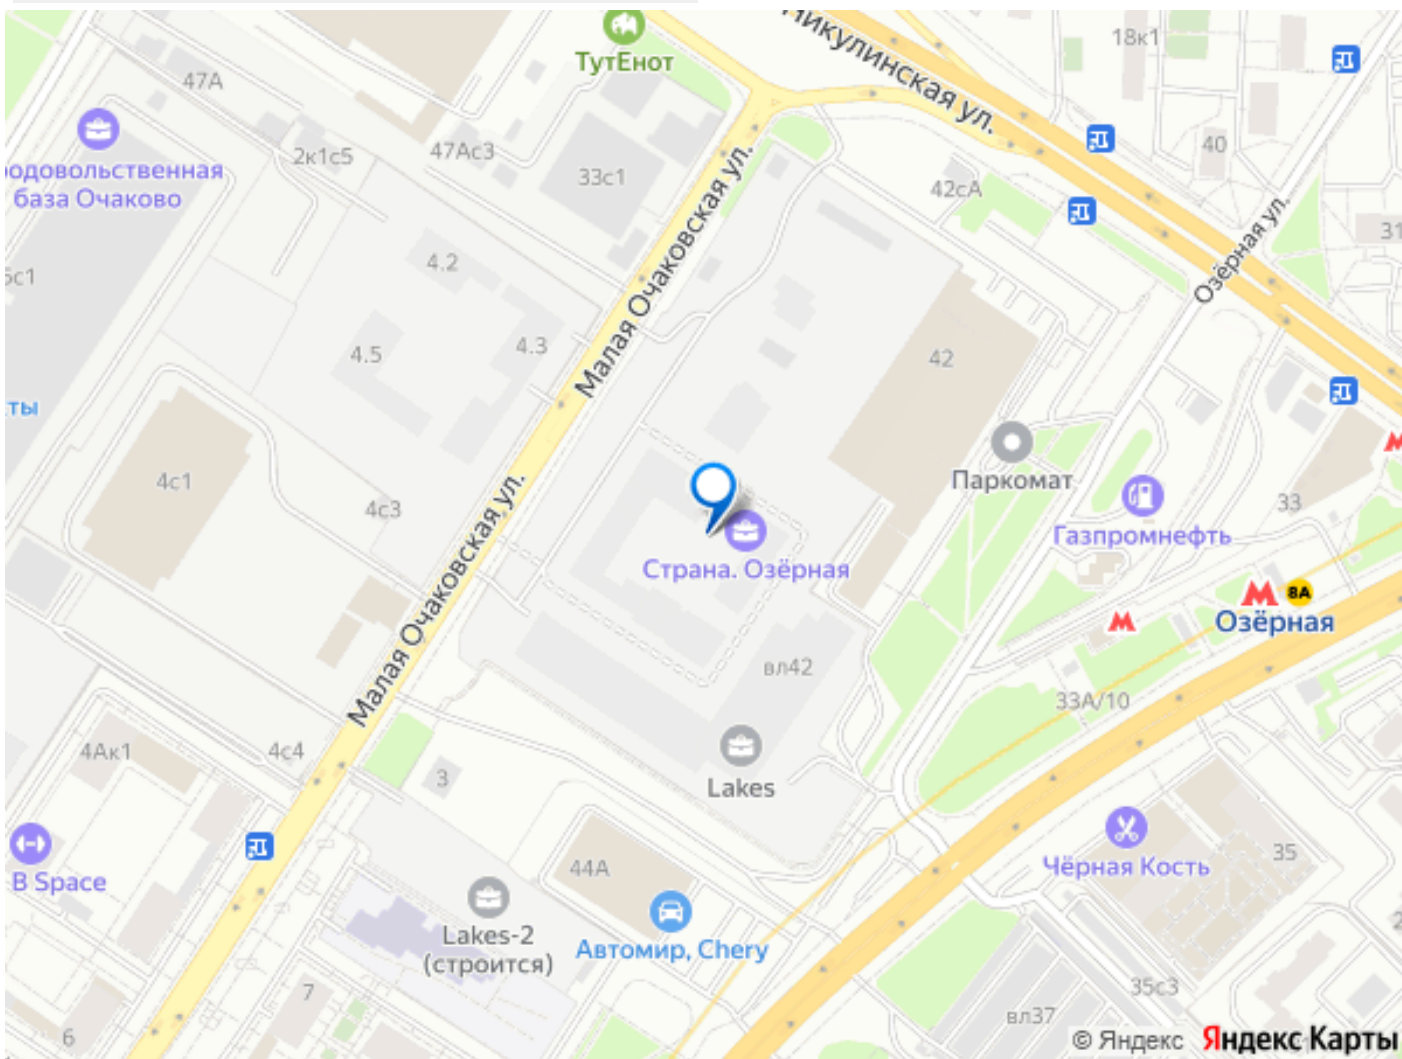 Никулинская ул.
18к1
ТутЕнот
47А
40
2к1с5
47Ас3
33с1
42сА
одовольственная
база Очаково
Озёрная ул.
31
Малая Очаковская ул.
4.2
5с1
4.3
4.5
42
ты
Паркомат
4с1
4с3
33
Газпромнефть
Страна. Озёрная
8А
Озёрная
Малая Очаковская ул.
вл42
33А/10
4Ак1
4с4
3
Lakes
35
Чёрная Кость
44А
B Space
Lakes-2
(строится)
Автомир, Chery
7
35с3
вл37
6
© Яндекс Яндекс Карты